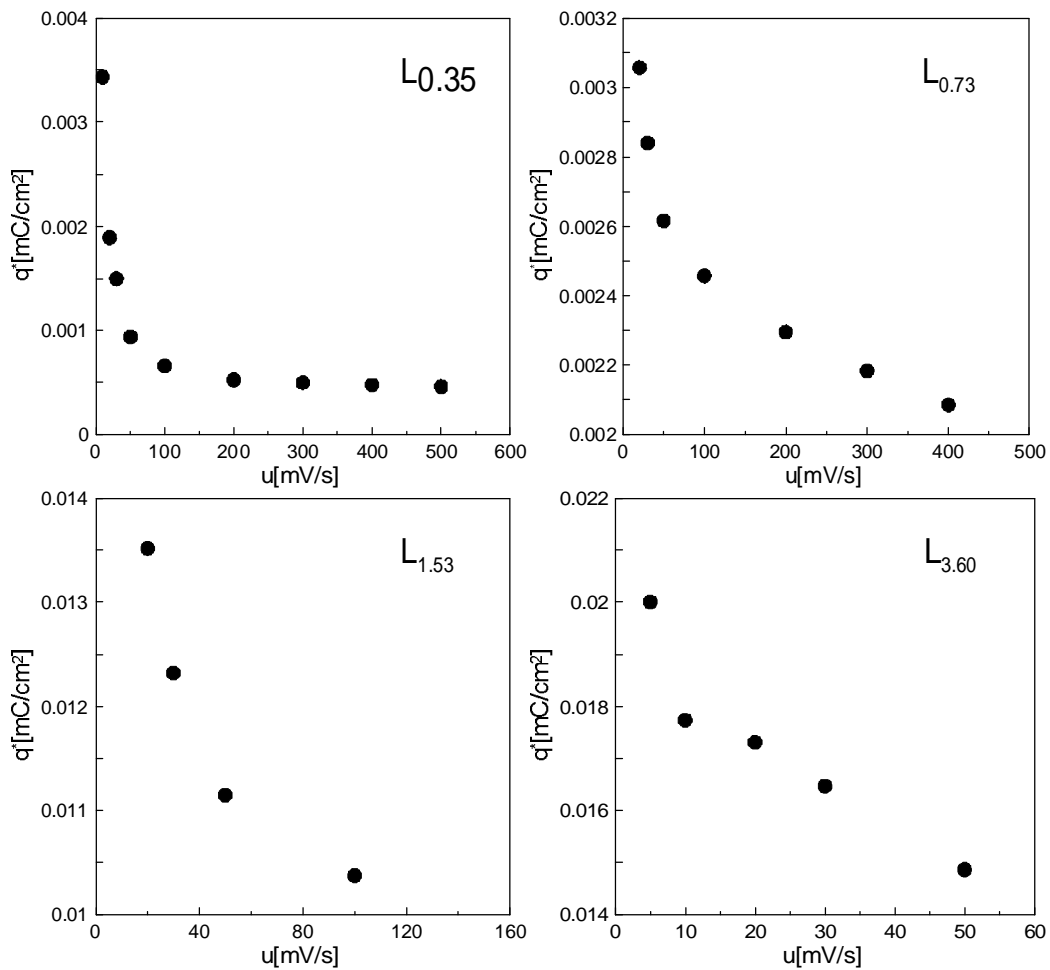 0.004
0.003
0.002
0.001
0
q*[mC/cm²]
L0.35
0 100 200 300 400 500 600
u[mV/s]
0.0032
0.003
0.0028
0.0026
0.0024
0.0022
0.002
q*[mC/cm²]
L0.73
0 100 200 300 400 500
u[mV/s]
0.014
0.013
0.012
0.011
0.01
q*[mC/cm²]
L1.53
0 40 80 120 160
u[mV/s]
0.022
0.02
0.018
0.016
0.014
q*[mC/cm²]
L3.60
0 10 20 30 40 50 60
u[mV/s]